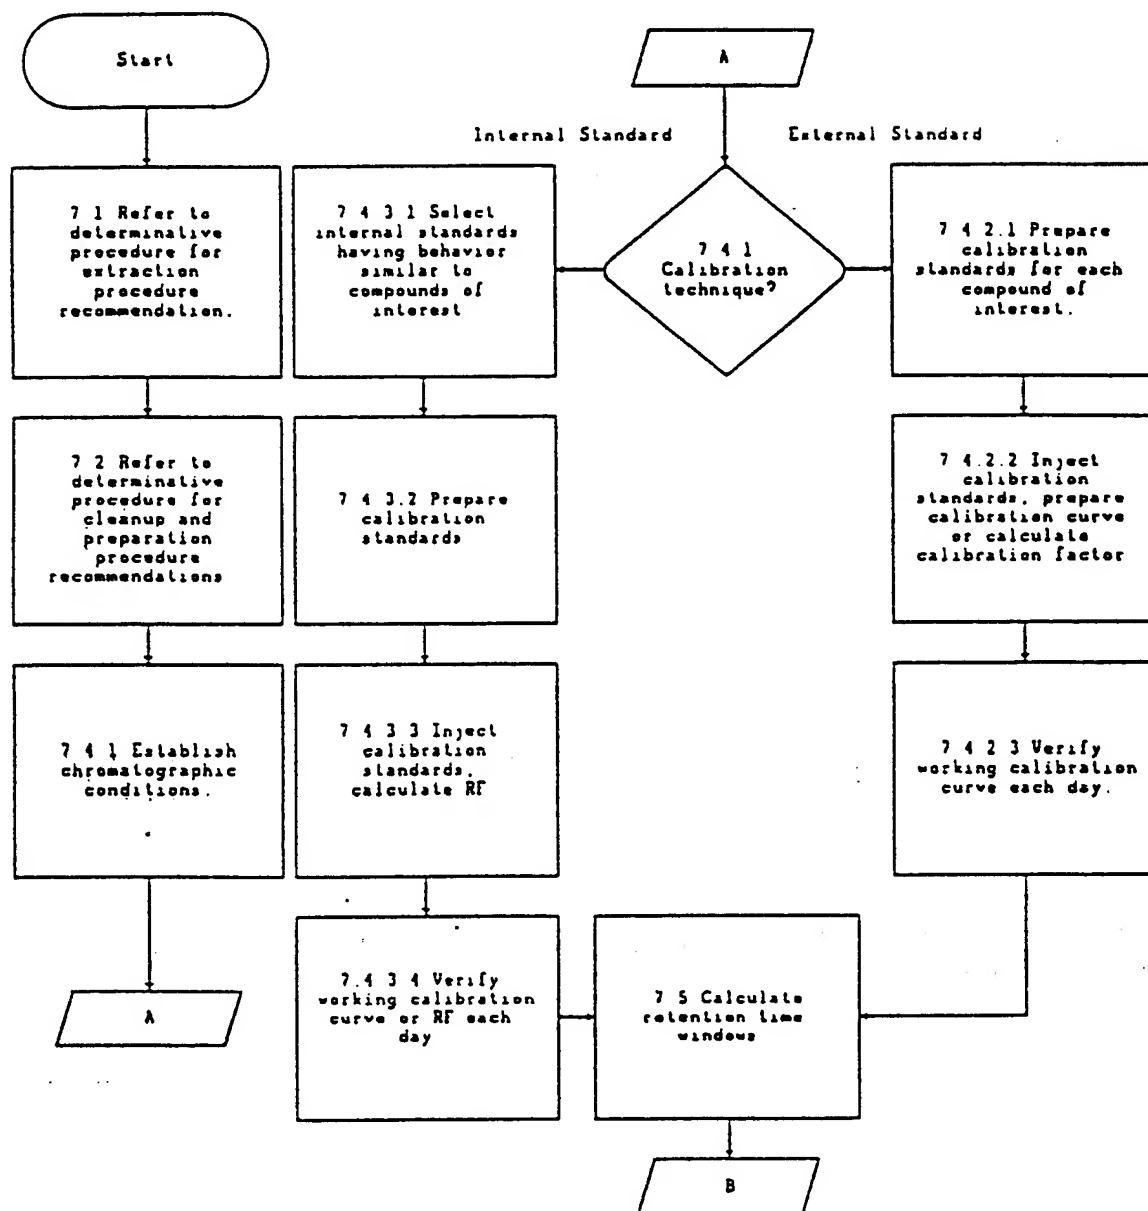 Start
7 1 Refer to
determinative
procedure for
extraction
procedure
recommendation.
7 2 Refer to
determinative
procedure for
cleanup and
preparation
procedure
recommendations
7 4 1 Establish
chromatographic
conditions.
A
A
Internal Standard
External Standard
7 4 1
Calibration
technique?
7 4 3 1 Select
internal standards
having behavior
similar to
compounds of
interest
7 4 3.2 Prepare
calibration
standards
7 4 3 3 Inject
calibration
standards,
calculate RF
7.4 3 4 Verify
working calibration
curve or RF each
day
7 4 2.1 Prepare
calibration
standards for each
compound of
interest.
7 4.2.2 Inject
calibration
standards, prepare
calibration curve
or calculate
calibration factor
7 4 2 3 Verify
working calibration
curve each day.
7 5 Calculate
retention time
windows
B